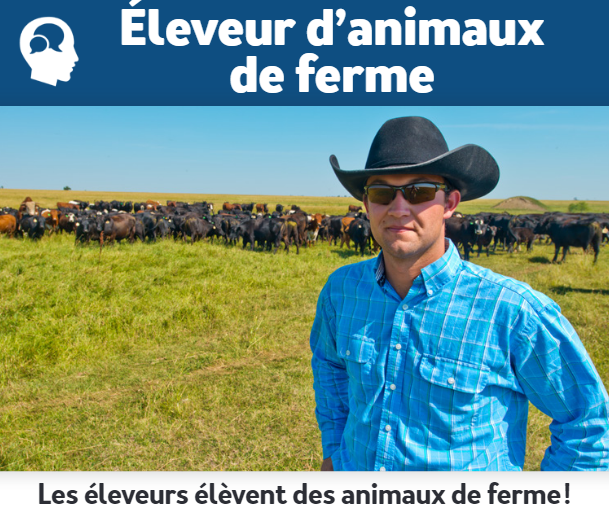 Éleveur d’animaux
de ferme
Les éleveurs élèvent des animaux de ferme!